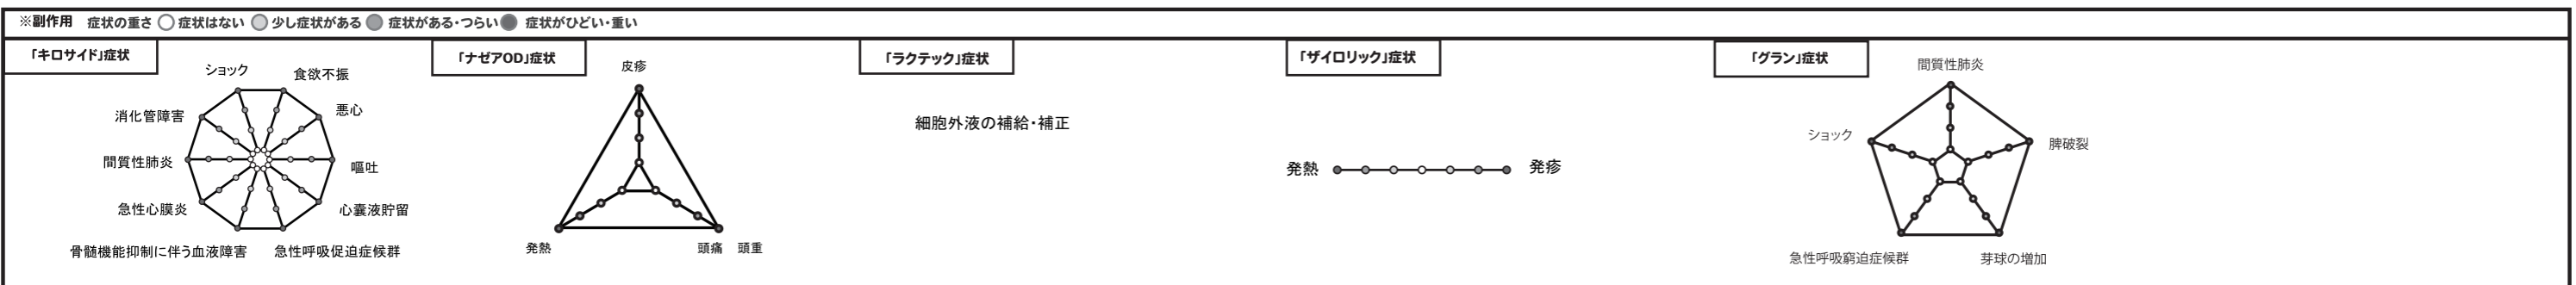 ※副作用 症状の重さ 症状はない 少し症状がある 症状がある・つらい 症状がひどい・重い
「キロサイド」症状
ショック
食欲不振
消化管障害
悪心
間質性肺炎
嘔吐
急性心膜炎
心嚢液貯留
骨髄機能抑制に伴う血液障害
急性呼吸促迫症候群
「ナゼアOD」症状
皮疹
発熱
頭痛 頭重
「ラクテック」症状
細胞外液の補給・補正
「ザイロリック」症状
発熱
発疹
「グラン」症状
間質性肺炎
ショック
脾破裂
急性呼吸窮迫症候群
芽球の増加